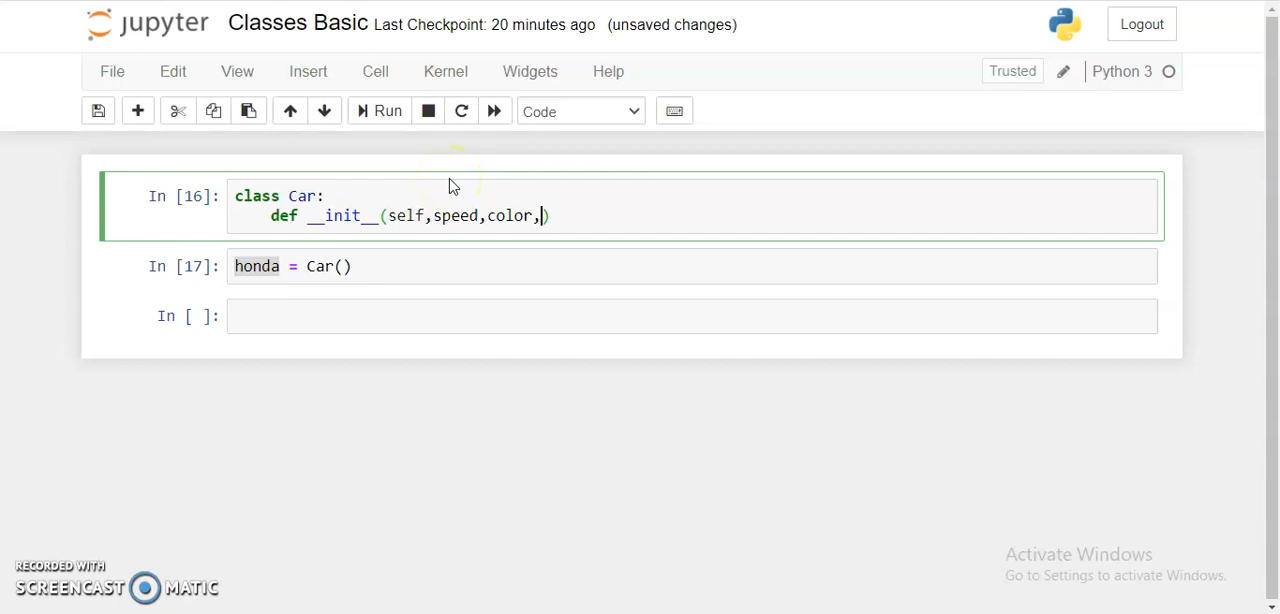 jupyter Classes Basic Last Checkpoint: 20 minutes ago (unsaved changes) Logout
File Edit View Insert Cell Kernel Widgets Help Trusted Python 3
Run Code
In [16]: class Car:
def __init__(self,speed,color,)
In [17]: honda = Car()
In [ ]:
Activate Windows
Go to Settings to activate Windows.
RECORDED WITH
SCREENCAST MATIC